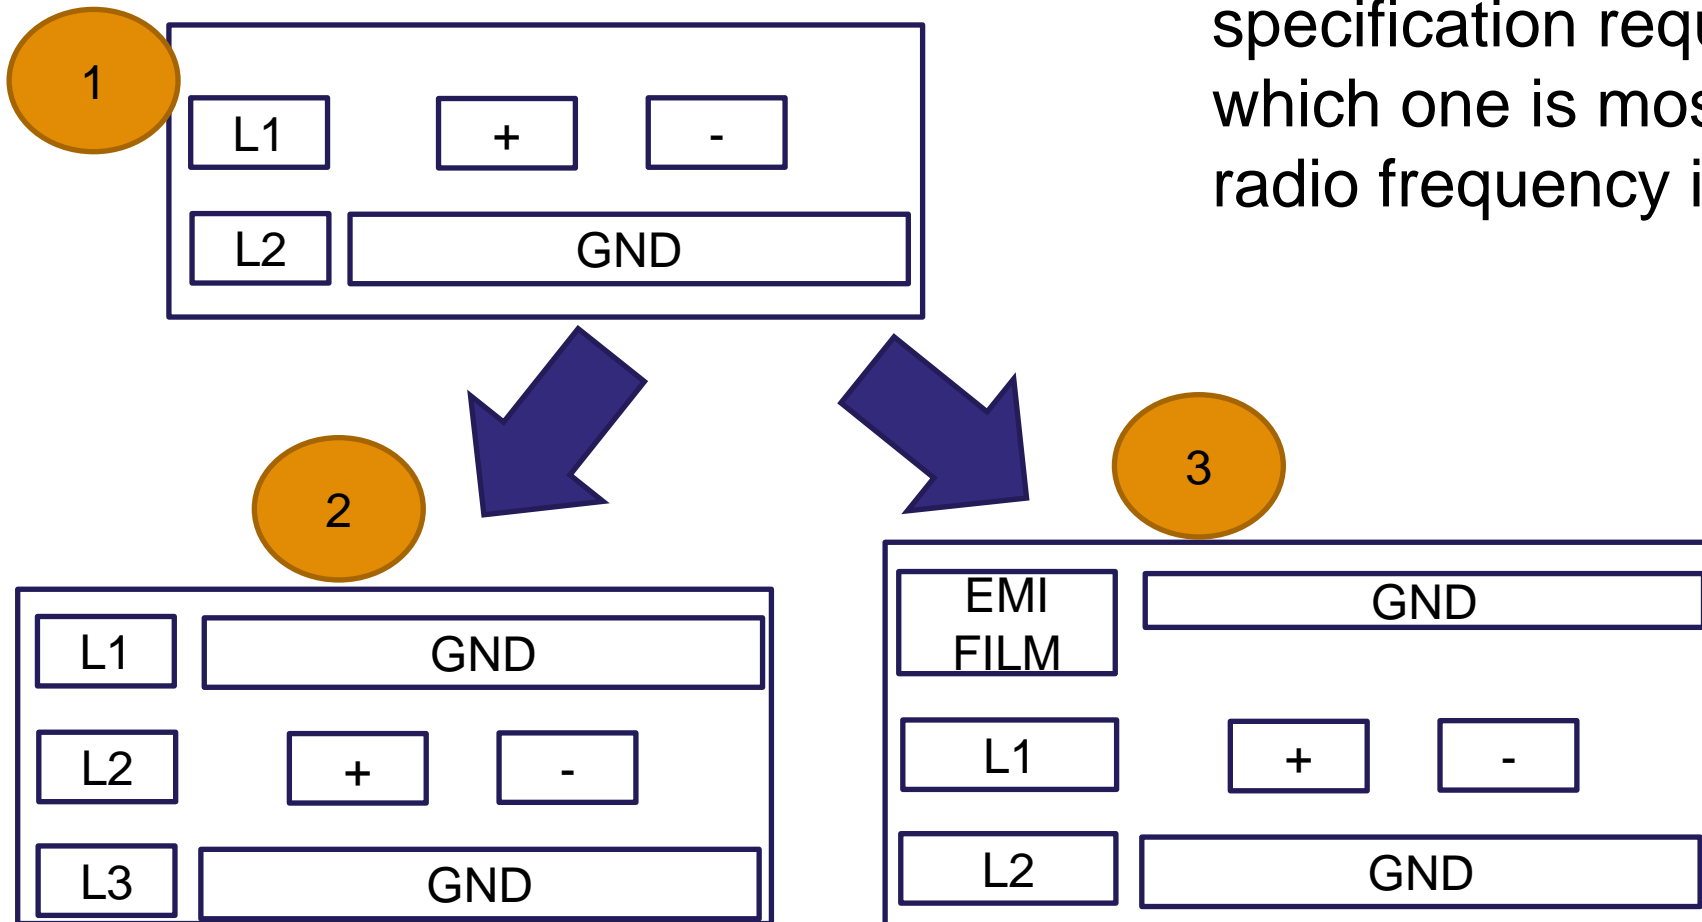 specification requ
which one is mos
radio frequency i
1
L1 + -
L2 GND
2
3
L1 GND
L2 + -
L3 GND
EMI
FILM
GND
L1 + -
L2 GND